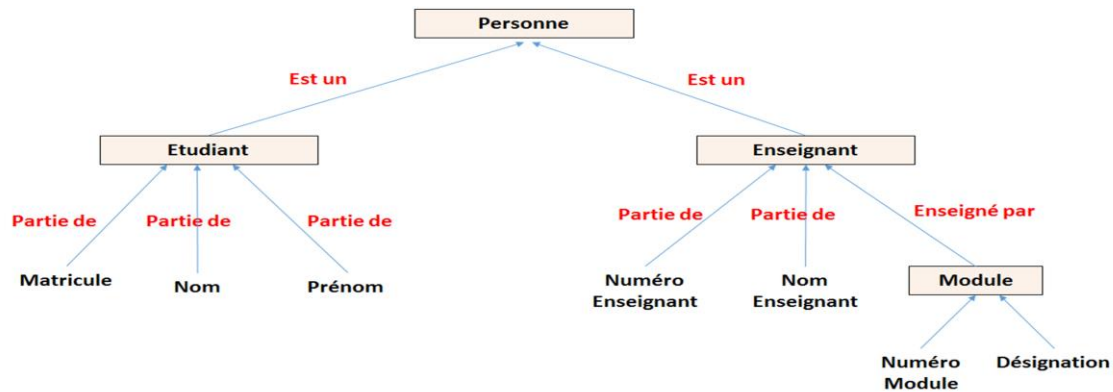 Personne
Est un
Est un
Etudiant
Enseignant
Partie de
Partie de
Partie de
Partie de
Partie de
Enseigné par
Matricule
Nom
Prénom
Numéro
Enseignant
Nom
Enseignant
Module
Numéro
Module
Désignation